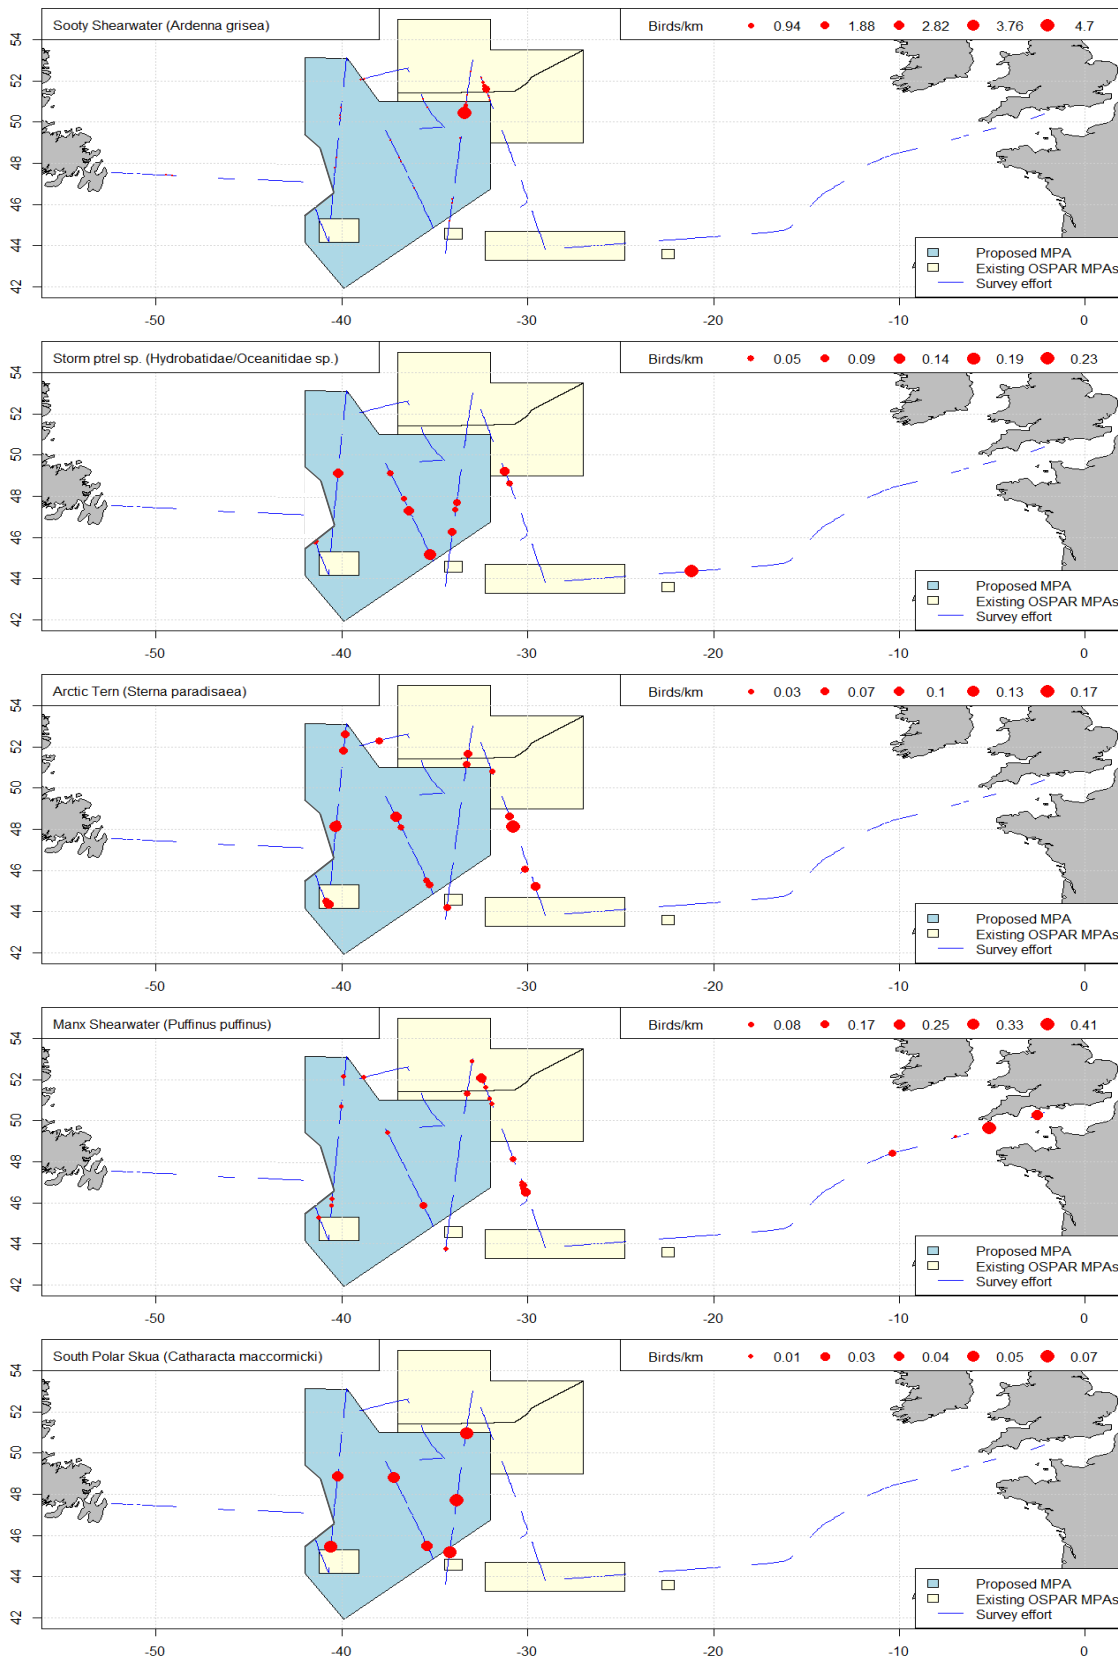 Sooty Shearwater (Ardenna grisea)
Birds/km 0.94 1.88 2.82 3.76 4.7
54
52
50
48
46
44
42
Proposed MPA
Existing OSPAR MPAs
Survey effort
-50 -40 -30 -20 -10 0
Storm ptrel sp. (Hydrobatidae/Oceanitidae sp.)
Birds/km 0.05 0.09 0.14 0.19 0.23
54
52
50
48
46
44
42
Proposed MPA
Existing OSPAR MPAs
Survey effort
-50 -40 -30 -20 -10 0
Arctic Tern (Sterna paradisaea)
Birds/km 0.03 0.07 0.1 0.13 0.17
54
52
50
48
46
44
42
Proposed MPA
Existing OSPAR MPAs
Survey effort
-50 -40 -30 -20 -10 0
Manx Shearwater (Puffinus puffinus)
Birds/km 0.08 0.17 0.25 0.33 0.41
54
52
50
48
46
44
42
Proposed MPA
Existing OSPAR MPAs
Survey effort
-50 -40 -30 -20 -10 0
South Polar Skua (Catharacta maccormicki)
Birds/km 0.01 0.03 0.04 0.05 0.07
54
52
50
48
46
44
42
Proposed MPA
Existing OSPAR MPAs
Survey effort
-50 -40 -30 -20 -10 0